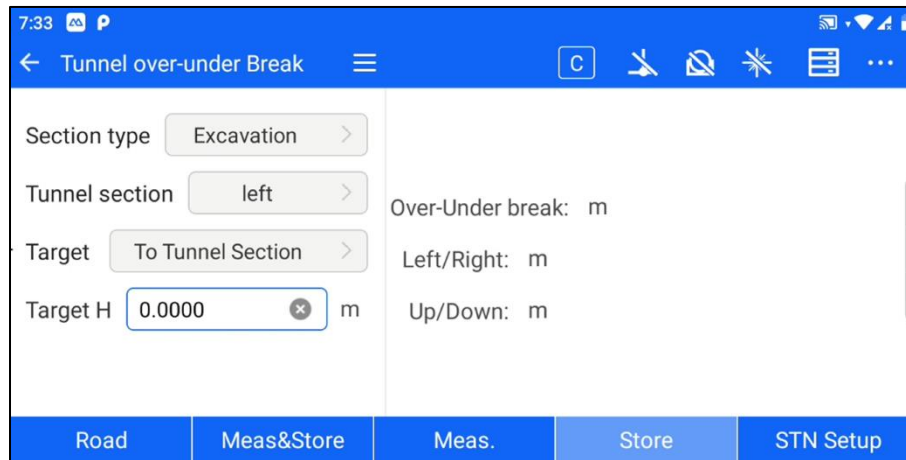 7:33
Tunnel over-under Break
C
Section type Excavation
Tunnel section left
Target To Tunnel Section
Target H 0.0000 m
Over-Under break: m
Left/Right: m
Up/Down: m
Road Meas&Store Meas. Store STN Setup